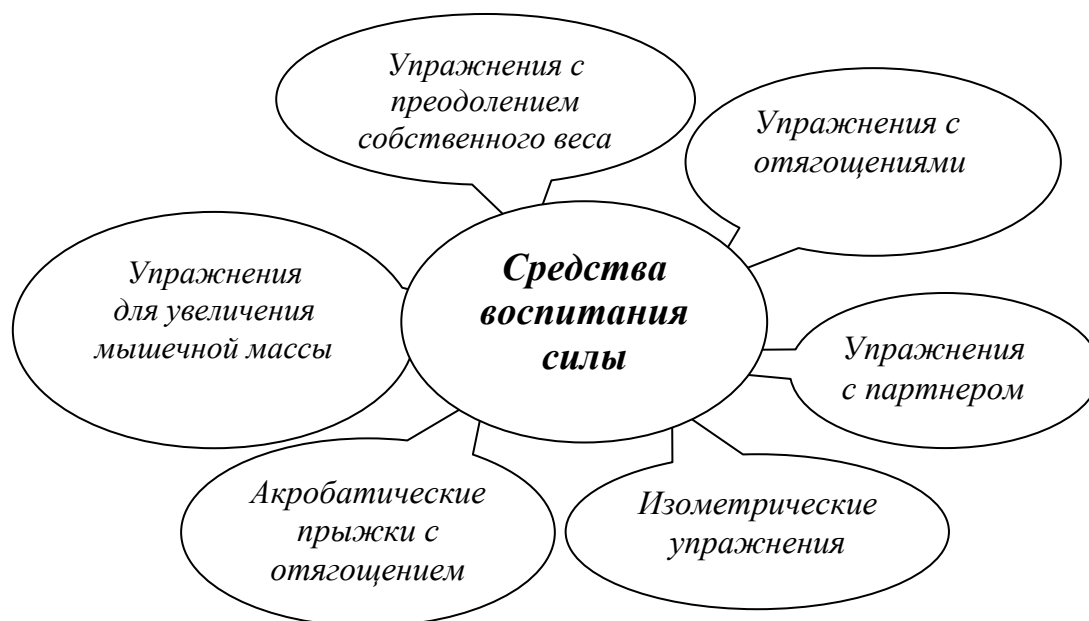 Упражнения с
преодолением
собственного веса
Упражнения с
отягощениями
Средства
воспитания
силы
Упражнения
для увеличения
мышечной массы
Упражнения
с партнером
Акробатические
прыжки с
отягощением
Изометрические
упражнения